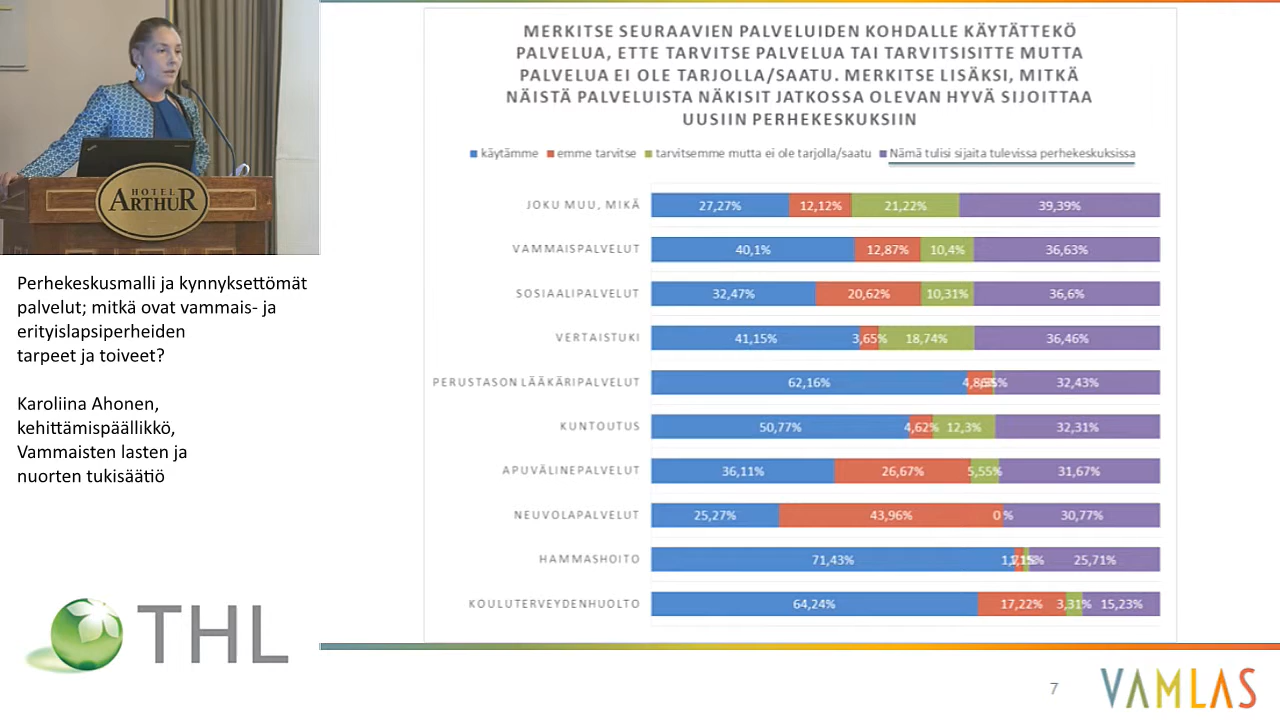 MERKITSE SEURAAVIEN PALVELUIDEN KOHDALLE KÄYTÄTTEKÖ
PALVELUA, ETTE TARVITSE PALVELUA TAI TARVITSISITTE MUTTA
PALVELUA EI OLE TARJOLLA/SAATU. MERKITSE LISÄKSI, MITKÄ
NÄISTÄ PALVELUISTA NÄKISIT JATKOSSA OLEVAN HYVÄ SIJOITTAA
UUSIIN PERHEKESKUKSIIN
käytämme emme tarvitse tarvitsemme mutta ei ole tarjolla/saatu Nämä tulisi sijaita tulevissa perhekeskuksissa
JOKU MUU, MIKÄ 27,27% 12,12% 21,22% 39,39%
VAMMAISPALVELUT 40,1% 12,87% 10,4% 36,63%
SOSIAALIPALVELUT 32,47% 20,62% 10,31% 36,6%
VERTAISTUKI 41,15% 3,65% 18,74% 36,46%
PERUSTASON LÄÄKÄRIPALVELUT 62,16% 32,43%
KUNTOUTUS 50,77% 4,62% 12,3% 32,31%
APUVÄLINEPALVELUT 36,11% 26,67% 5,55% 31,67%
NEUVOLAPALVELUT 25,27% 43,96% 0% 30,77%
HAMMASHOITO 71,43% 25,71%
KOULUTERVEYDENHUOLTO 64,24% 17,22% 3,31% 15,23%
HOTEL
ARTHUR
Perhekeskusmalli ja kynnyksettömät
palvelut; mitkä ovat vammais- ja
erityislapsiperheiden
tarpeet ja toiveet?
Karoliina Ahonen,
kehittämispäällikkö,
Vammaisten lasten ja
nuorten tukisäätiö
THL
7
VAMLAS